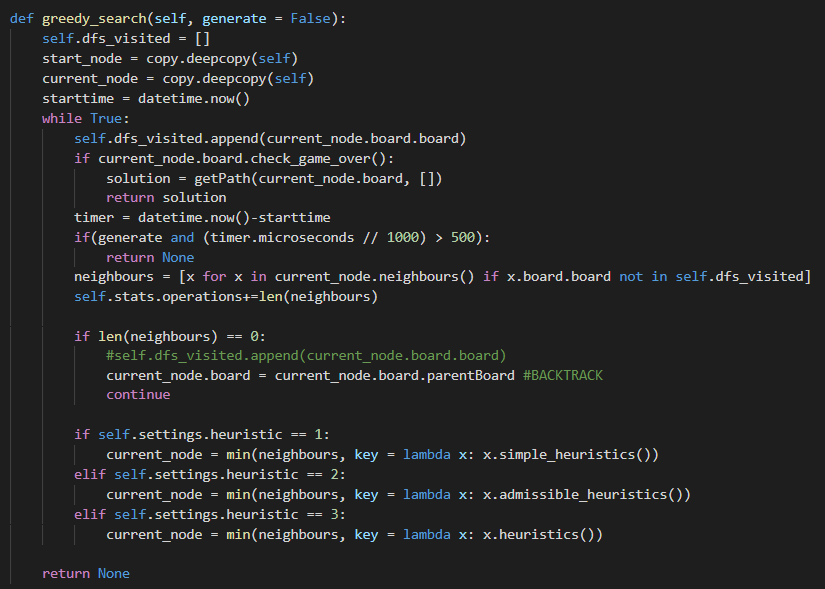 def greedy_search(self, generate = False):
    self.dfs_visited = []
    start_node = copy.deepcopy(self)
    current_node = copy.deepcopy(self)
    starttime = datetime.now()
    while True:
        self.dfs_visited.append(current_node.board.board)
        if current_node.board.check_game_over():
            solution = getPath(current_node.board, [])
            return solution
        timer = datetime.now()-starttime
        if(generate and (timer.microseconds // 1000) > 500):
            return None
        neighbours = [x for x in current_node.neighbours() if x.board.board not in self.dfs_visited]
        self.stats.operations+=len(neighbours)

        if len(neighbours) == 0:
            #self.dfs_visited.append(current_node.board.board)
            current_node.board = current_node.board.parentBoard #BACKTRACK
            continue

        if self.settings.heuristic == 1:
            current_node = min(neighbours, key = lambda x: x.simple_heuristics())
        elif self.settings.heuristic == 2:
            current_node = min(neighbours, key = lambda x: x.admissible_heuristics())
        elif self.settings.heuristic == 3:
            current_node = min(neighbours, key = lambda x: x.heuristics())

    return None